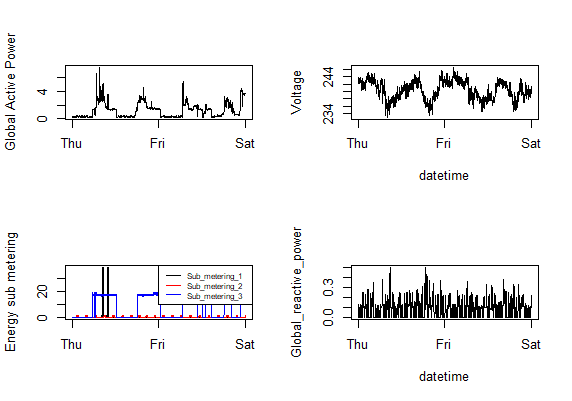 Global Active Power
4
0
Thu Fri Sat
Voltage
244
234
Thu Fri Sat
datetime
Energy sub metering
20
0
Sub_metering_1
Sub_metering_2
Sub_metering_3
Thu Fri Sat
Global_reactive_power
0.3
0.0
Thu Fri Sat
datetime